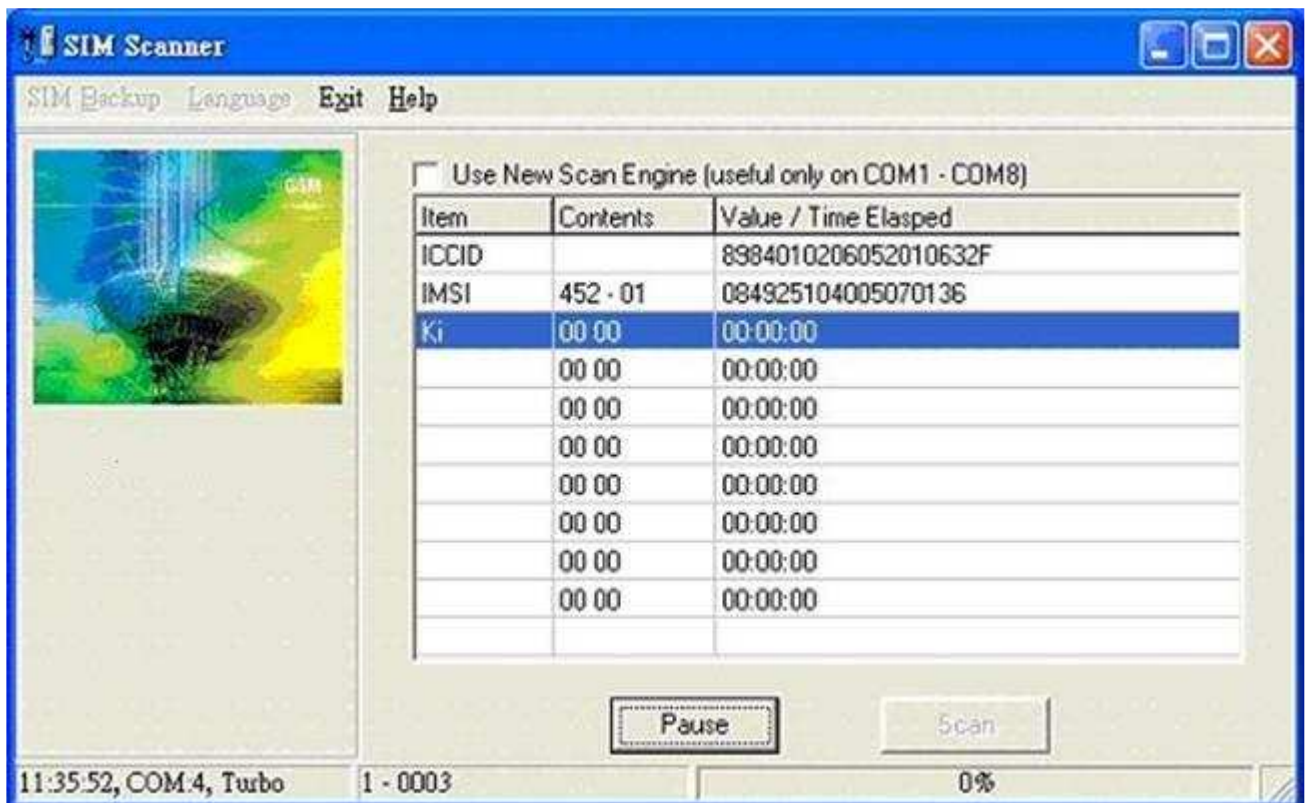 SIM Scanner
SIM Backup Language Exit Help
GSM
Use New Scan Engine (useful only on COM1 - COM8)
Item Contents Value / Time Elasped
ICCID 8984010206052010632F
IMSI 452 - 01 084925104005070136
Ki 00 00 00:00:00
00 00 00:00:00
00 00 00:00:00
00 00 00:00:00
00 00 00:00:00
00 00 00:00:00
00 00 00:00:00
00 00 00:00:00
Pause Scan
11:35:52, COM:4, Turbo 1 - 0003 0%